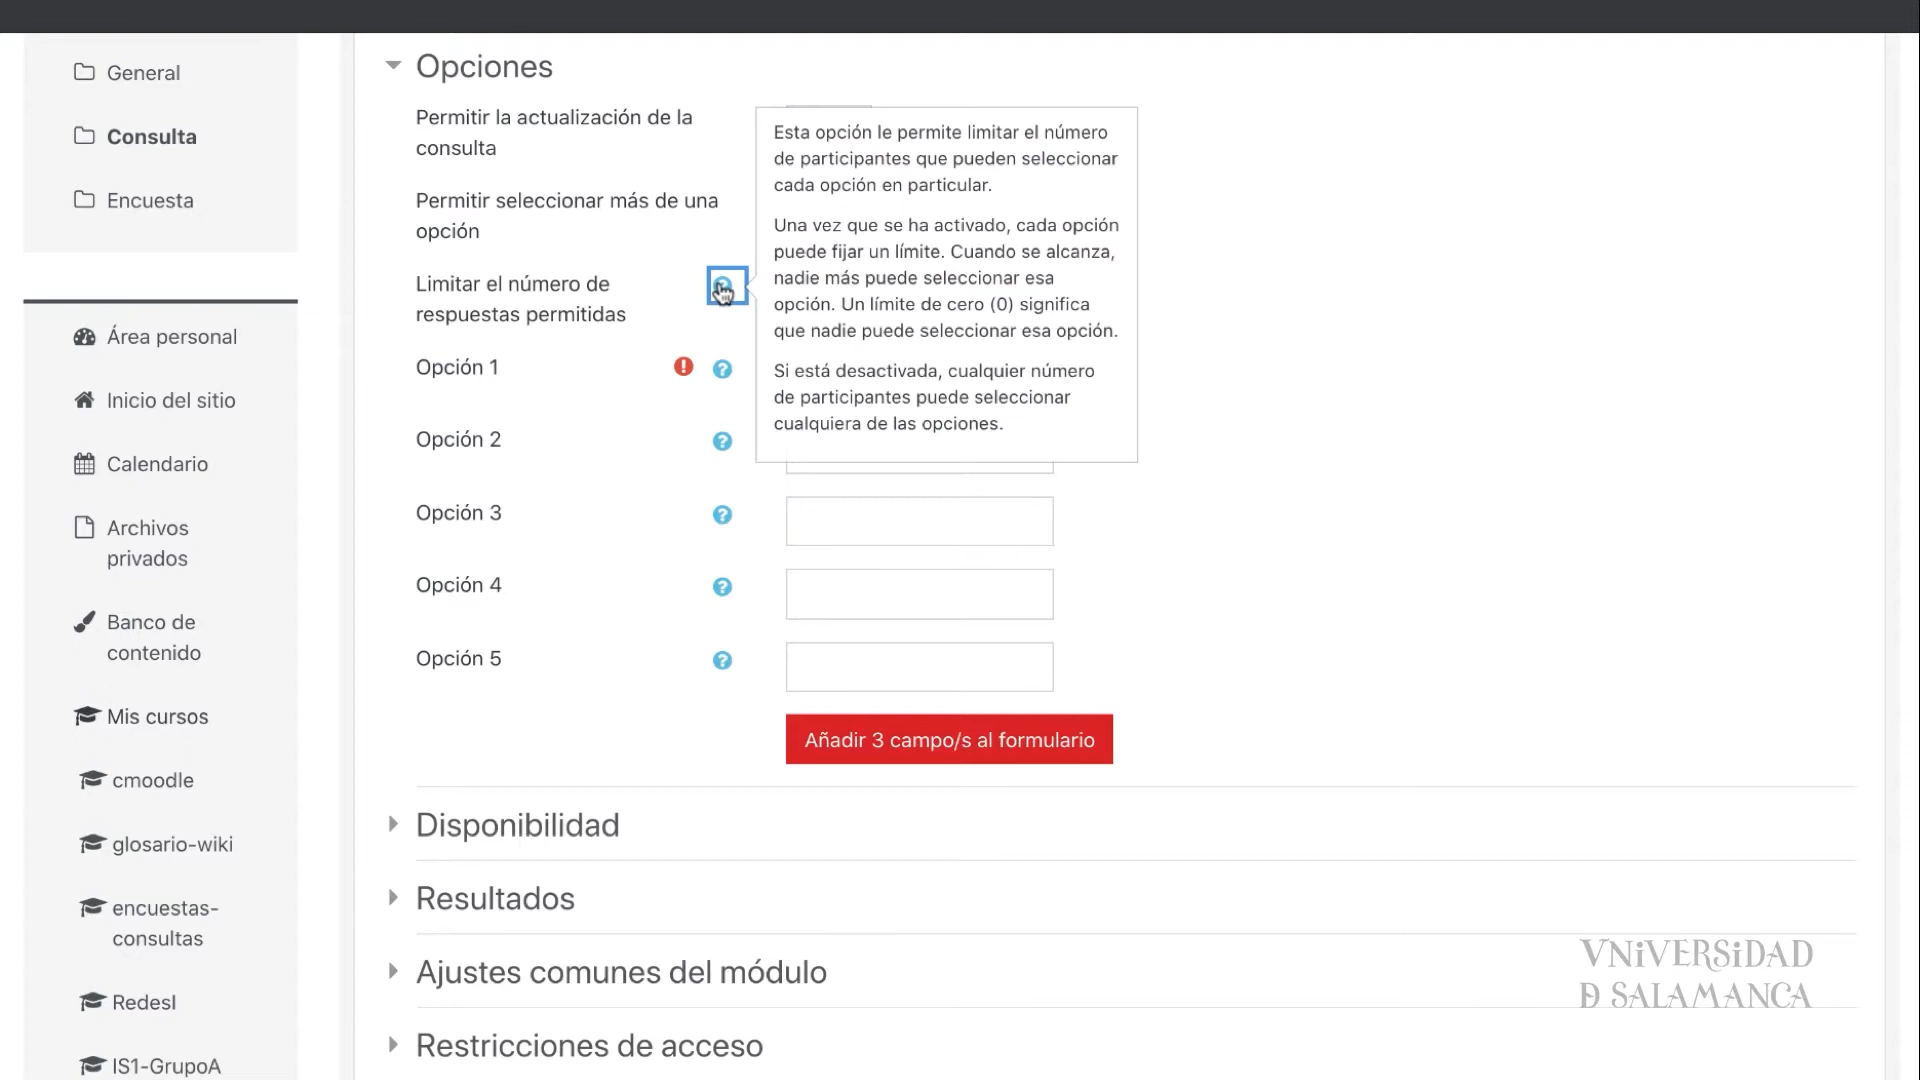 General
Consulta
Encuesta
Área personal
Inicio del sitio
Calendario
Archivos
privados
Banco de
contenido
Mis cursos
cmoodle
glosario-wiki
encuestas-
consultas
RedesI
IS1-GrupoA
Opciones
Permitir la actualización de la
consulta
Permitir seleccionar más de una
opción
Limitar el número de
respuestas permitidas
Esta opción le permite limitar el número
de participantes que pueden seleccionar
cada opción en particular.
Una vez que se ha activado, cada opción
puede fijar un límite. Cuando se alcanza,
nadie más puede seleccionar esa
opción. Un límite de cero (0) significa
que nadie puede seleccionar esa opción.
Si está desactivada, cualquier número
de participantes puede seleccionar
cualquiera de las opciones.
Opción 1
Opción 2
Opción 3
Opción 4
Opción 5
Añadir 3 campo/s al formulario
Disponibilidad
Resultados
Ajustes comunes del módulo
Restricciones de acceso
VNiVERSiDAD
D SALAMANCA